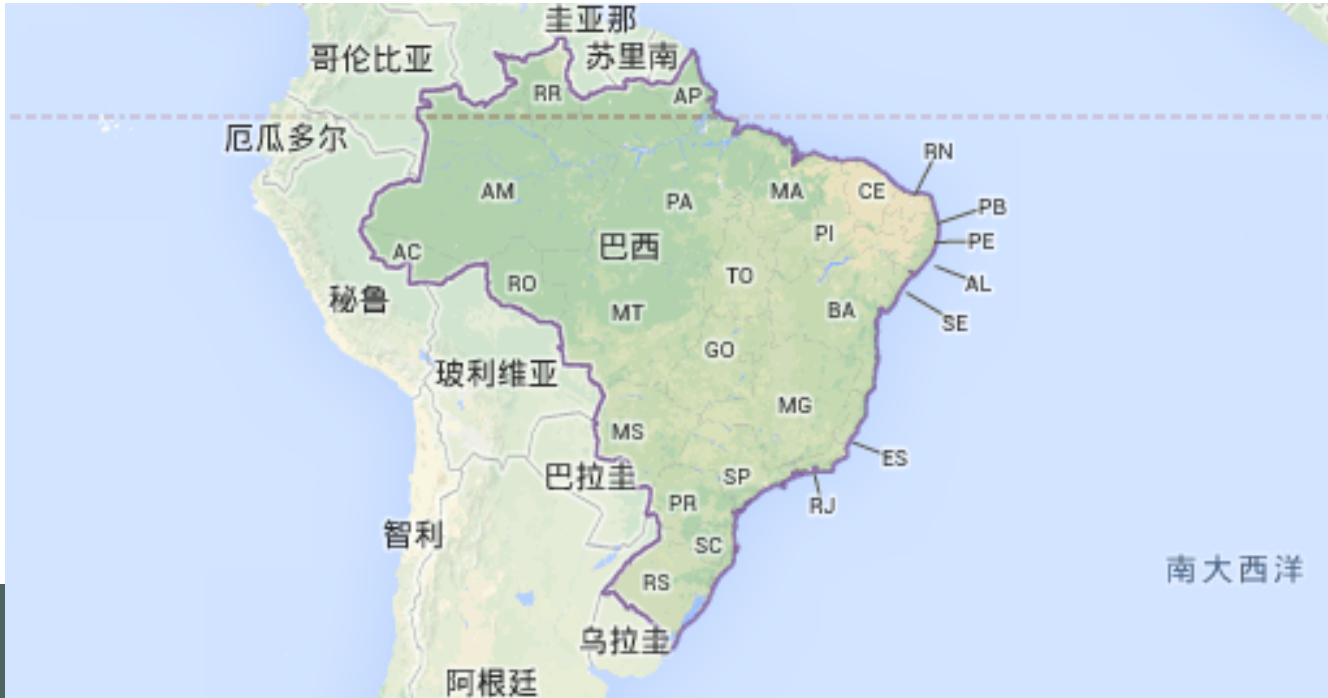 圭亚那
哥伦比亚
苏里南
RR
AP
厄瓜多尔
RN
AM
PA
MA
CE
PB
PI
PE
巴西
AC
TO
AL
RO
秘鲁
MT
BA
SE
GO
玻利维亚
MG
MS
ES
巴拉圭
SP
PR
RJ
智利
SC
南大西洋
RS
乌拉圭
阿根廷